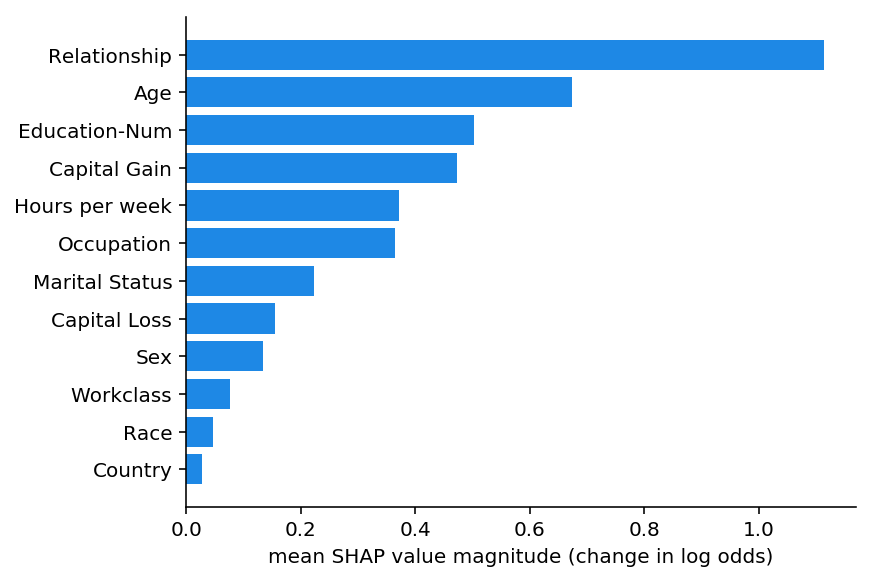 Relationship
Age
Education-Num
Capital Gain
Hours per week
Occupation
Marital Status
Capital Loss
Sex
Workclass
Race
Country
0.0 0.2 0.4 0.6 0.8 1.0
mean SHAP value magnitude (change in log odds)